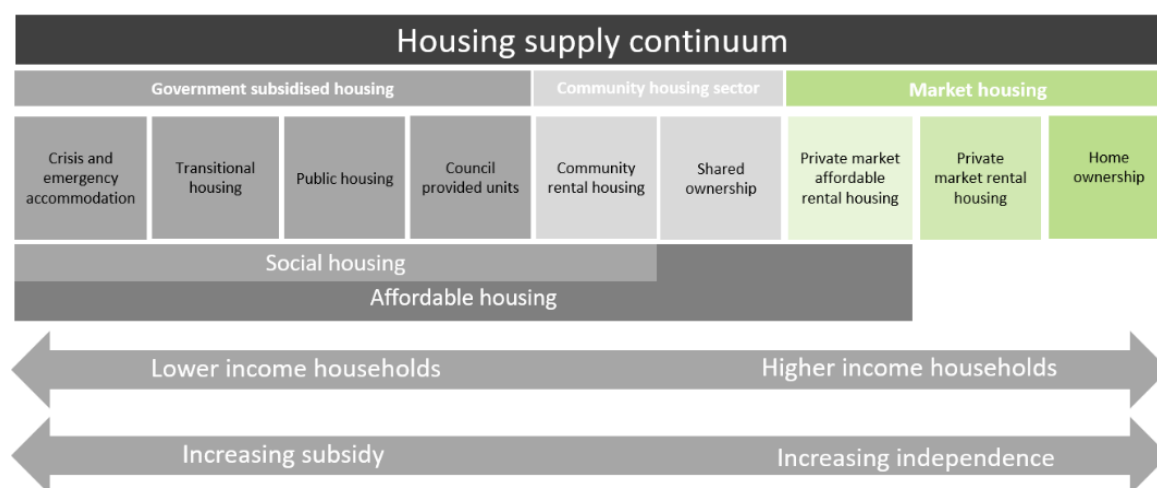 Housing supply continuum
Government subsidised housing
Community housing sector
Market housing
Crisis and
emergency
accommodation
Transitional
housing
Public housing
Council
provided units
Community
rental housing
Shared
ownership
Private market
affordable
rental housing
Private
market rental
housing
Home
ownership
Social housing
Affordable housing
Lower income households
Higher income households
Increasing subsidy
Increasing independence